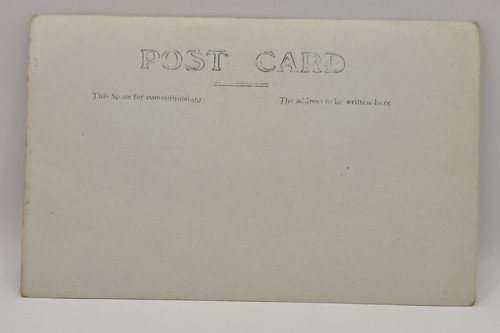 POST CARD
This Space for communication
The address to be written here